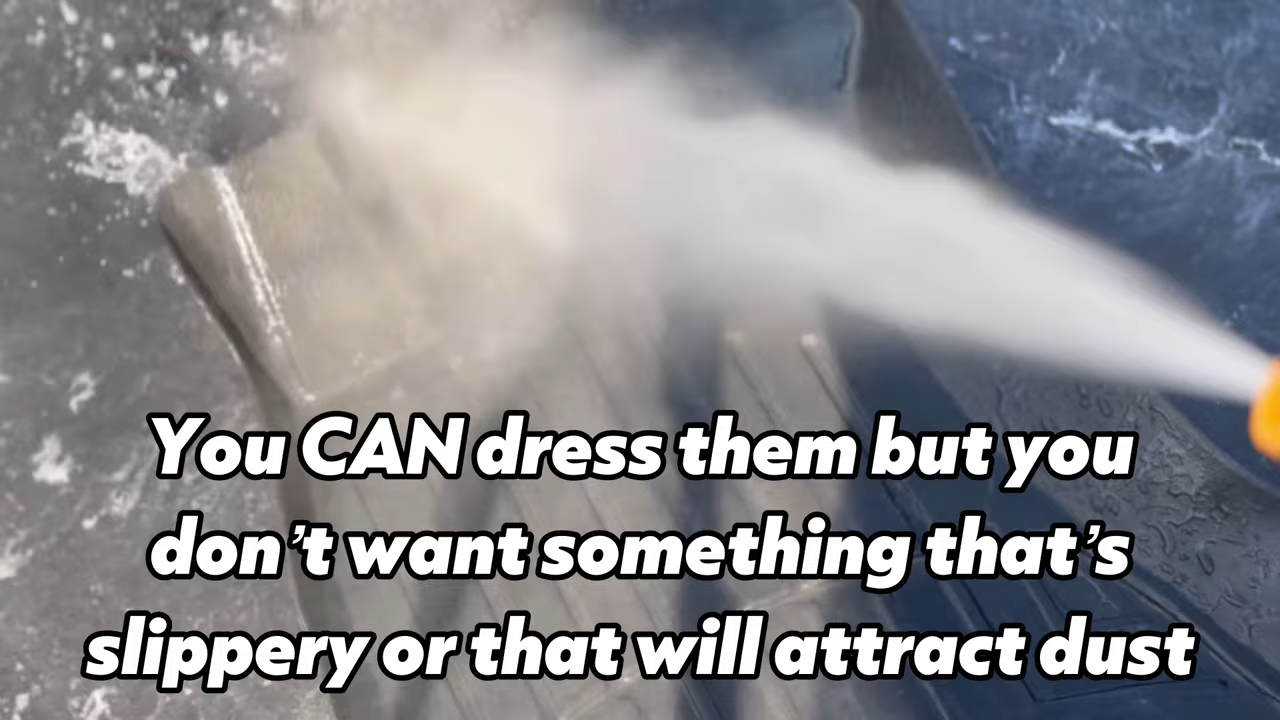 You CAN dress them but you
don’t want something that’s
slippery or that will attract dust